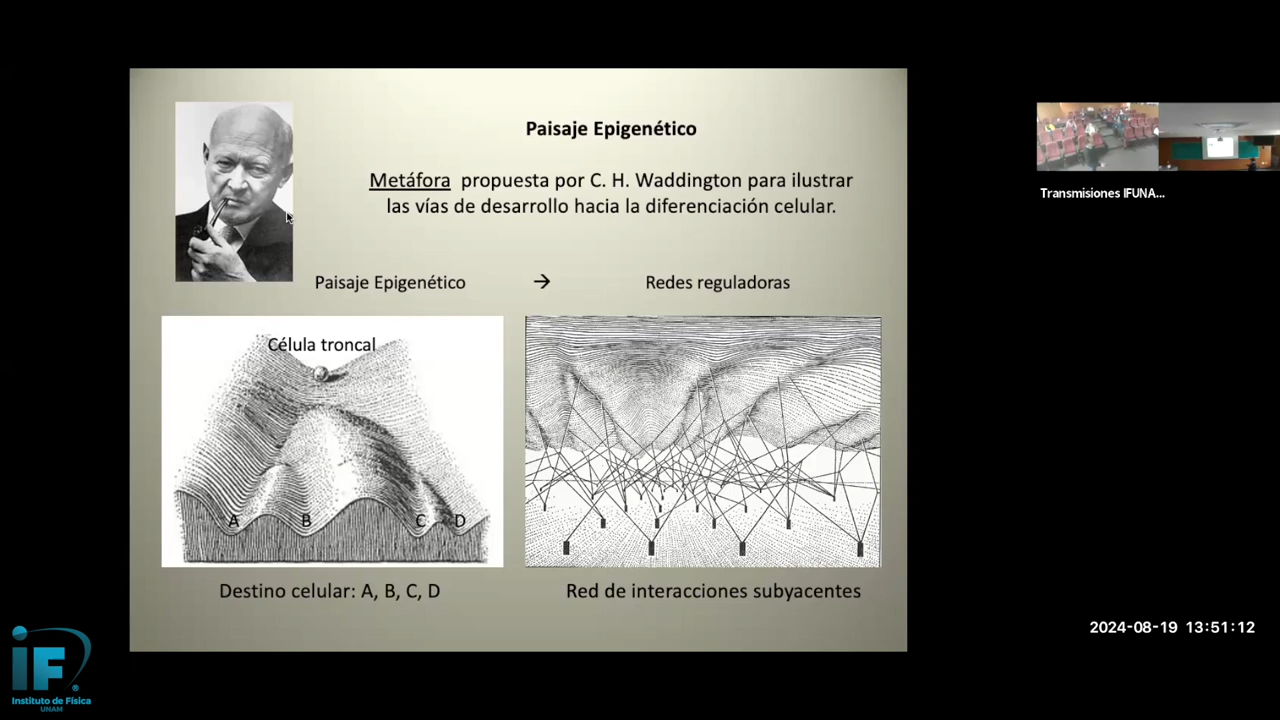 Paisaje Epigenético
Metáfora propuesta por C. H. Waddington para ilustrar
las vías de desarrollo hacia la diferenciación celular.
Paisaje Epigenético → Redes reguladoras
Célula troncal
A B C D
Destino celular: A, B, C, D
Red de interacciones subyacentes
Transmisiones IFUNA...
2024-08-19 13:51:12
iF
Instituto de Física
UNAM